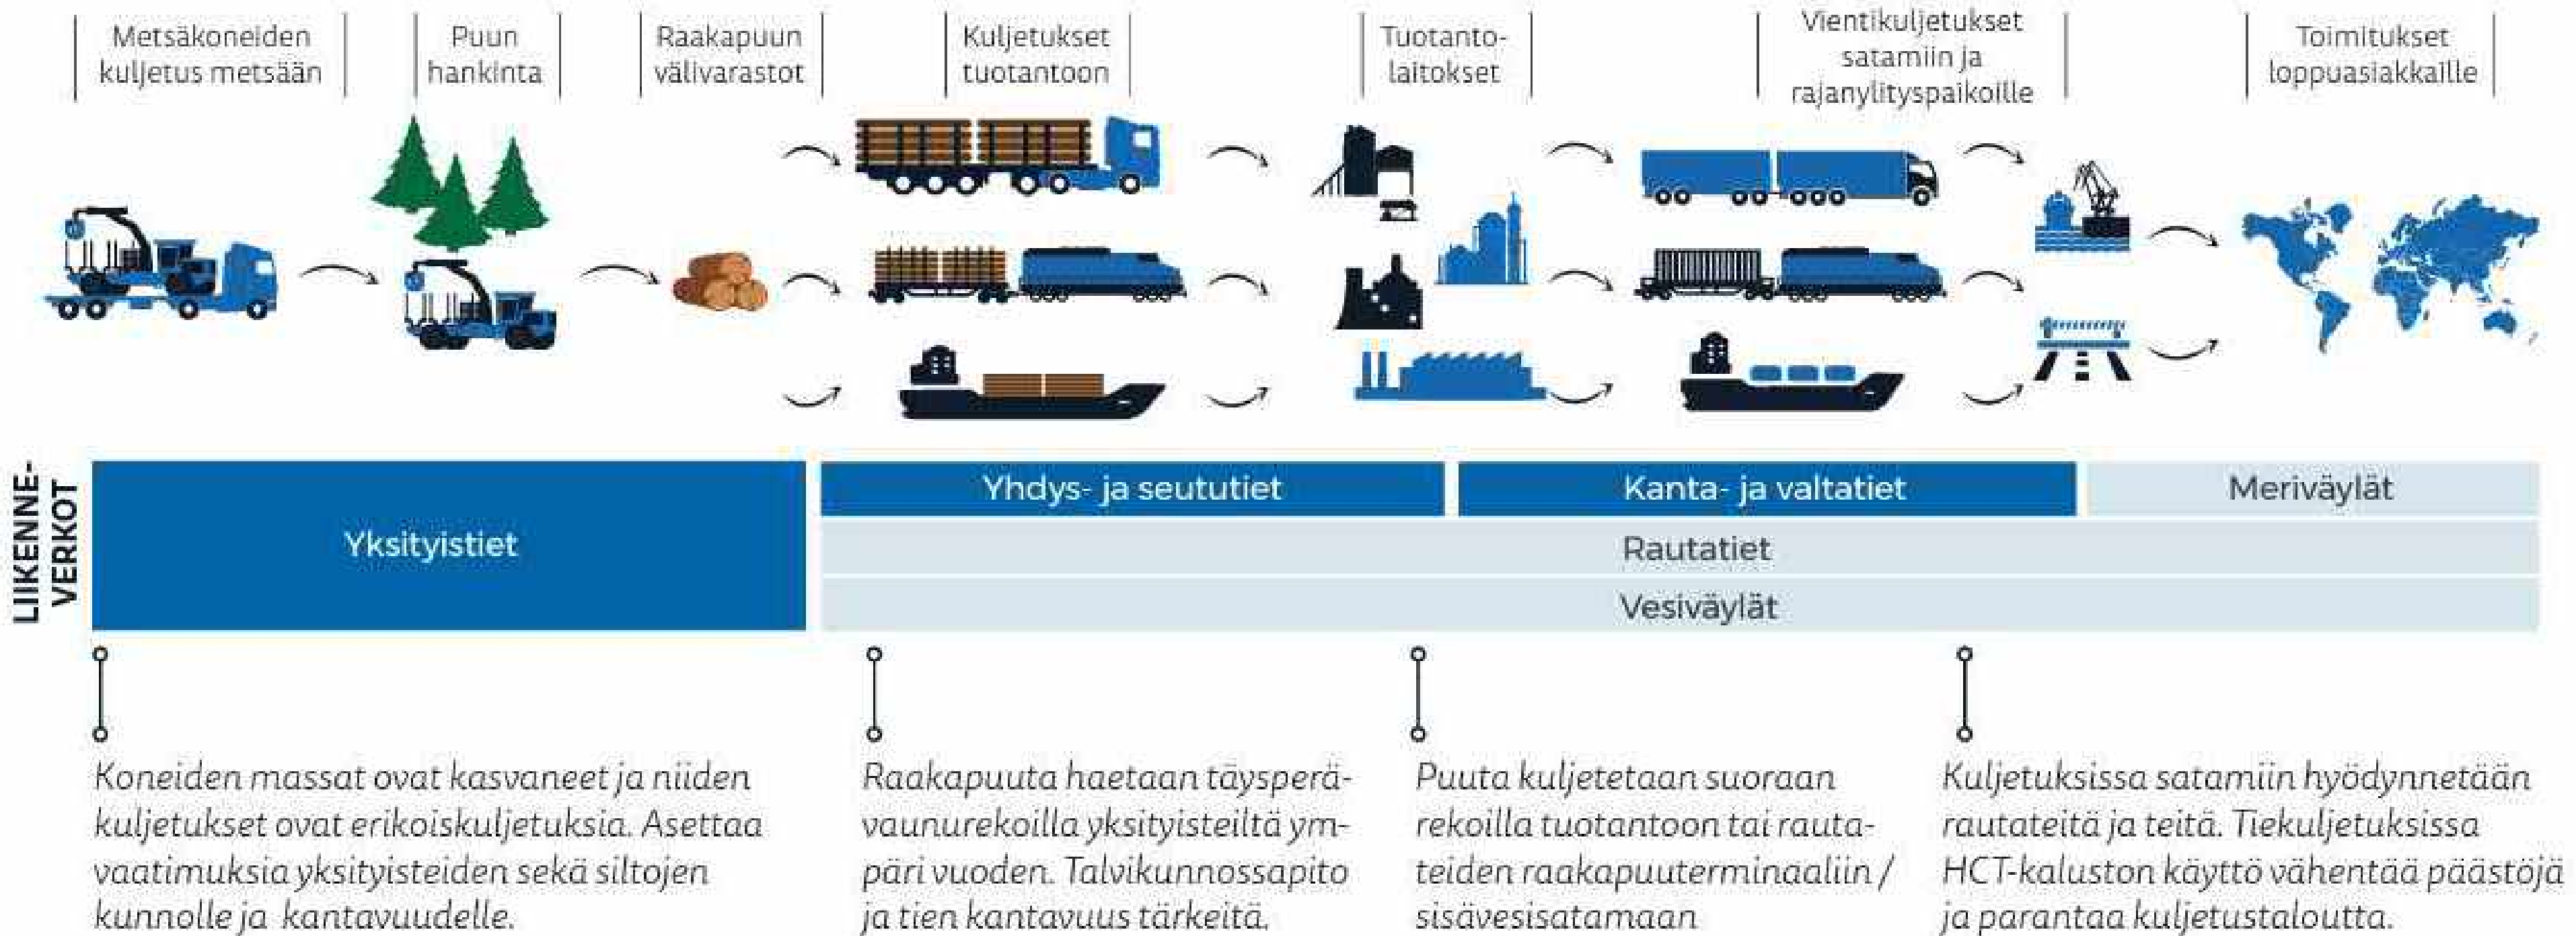 Metsäkoneiden
kuljetus metsään
Puun
hankinta
Raakapuun
välivarastot
Kuljetukset
tuotantoon
Tuotanto-
laitokset
Vientikuljetukset
satamiin ja
rajanylityspaikoille
Toimitukset
loppuasiakkaille
LIIKENNE-
VERKOT
Yksityistiet
Yhdys- ja seututiet
Kanta- ja valtatiet
Meriväylät
Rautatiet
Vesiväylät
Koneiden massat ovat kasvaneet ja niiden
kuljetukset ovat erikoiskuljetuksia. Asettaa
vaatimuksia yksityisteiden sekä siltojen
kunnolle ja kantavuudelle.
Raakapuuta haetaan täysperä-
vaunurekoilla yksityisteiltä ym-
päri vuoden. Talvikunnossapito
ja tien kantavuus tärkeitä.
Puuta kuljetetaan suoraan
rekoilla tuotantoon tai rauta-
teiden raakapuuterminaaliin /
sisävesisatamaan
Kuljetuksissa satamiin hyödynnetään
rautateitä ja teitä. Tiekuljetuksissa
HCT-kaluston käyttö vähentää päästöjä
ja parantaa kuljetustaloutta.